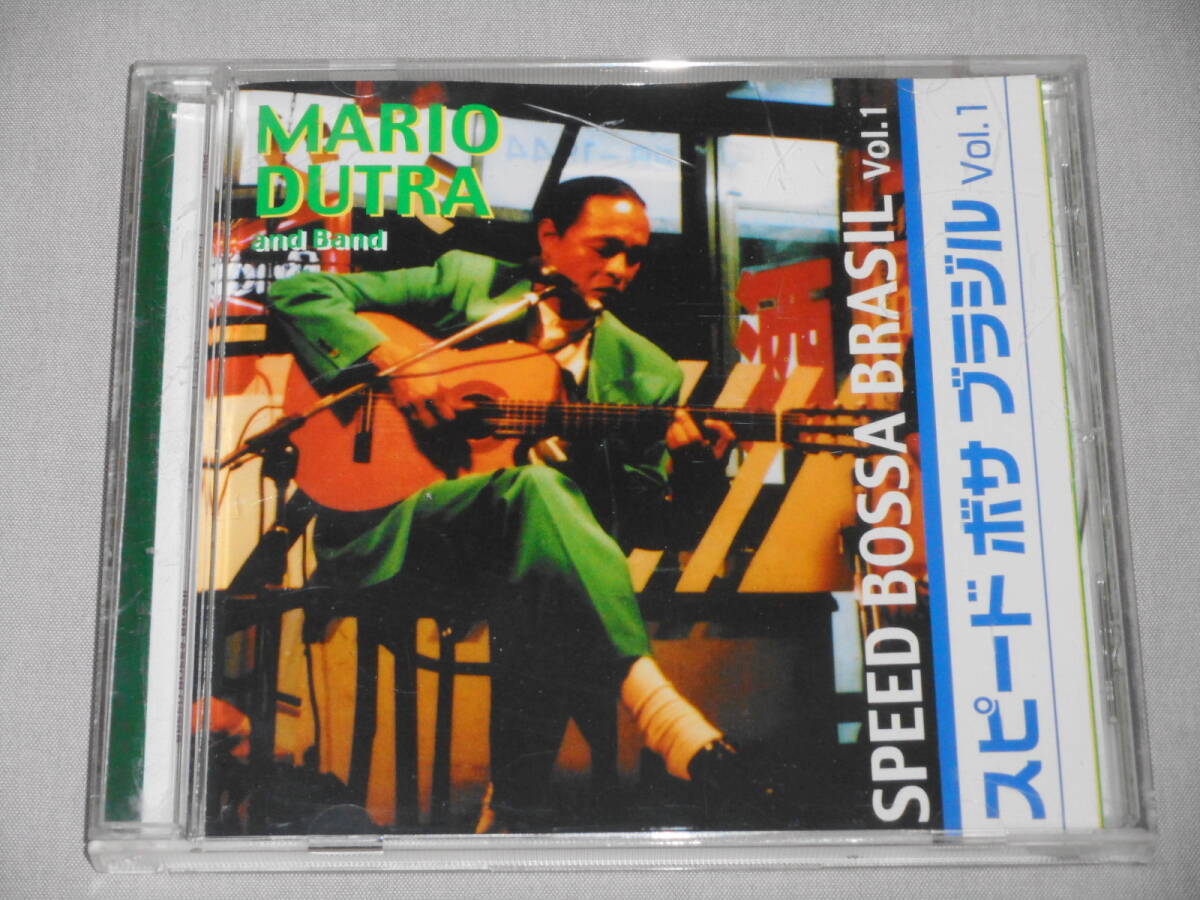 MARIO
DUTRA
and Band
SPEED BOSSA BRASIL Vol.1
スピード ボサ ブラジル Vol.1